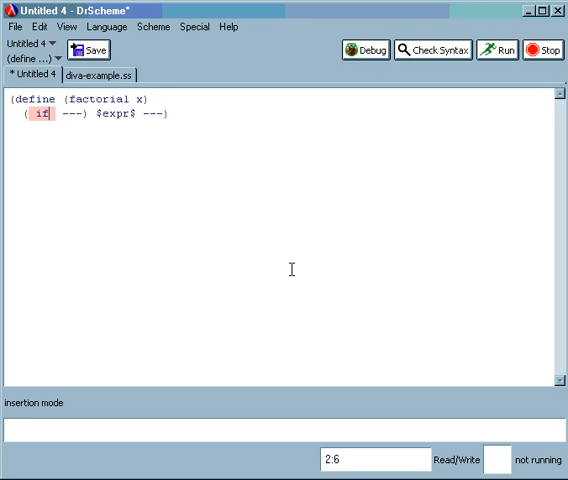 Untitled 4 - DrScheme*
File Edit View Language Scheme Special Help
Untitled 4
(define ...)
Save
Debug
Check Syntax
Run
Stop
* Untitled 4
diva-example.ss
(define (factorial x)
( if ---) $expr$ ---)
insertion mode
2:6
Read/Write
not running